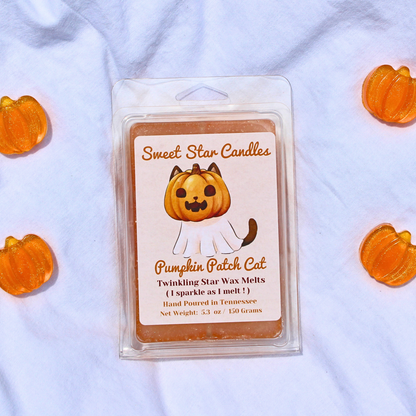 Sweet Star Candles
Pumpkin Patch Cat
Twinkling Star Wax Melts
( I sparkle as I melt ! )
Hand Poured in Tennessee
Net Weight: 5.3 oz / 150 Grams